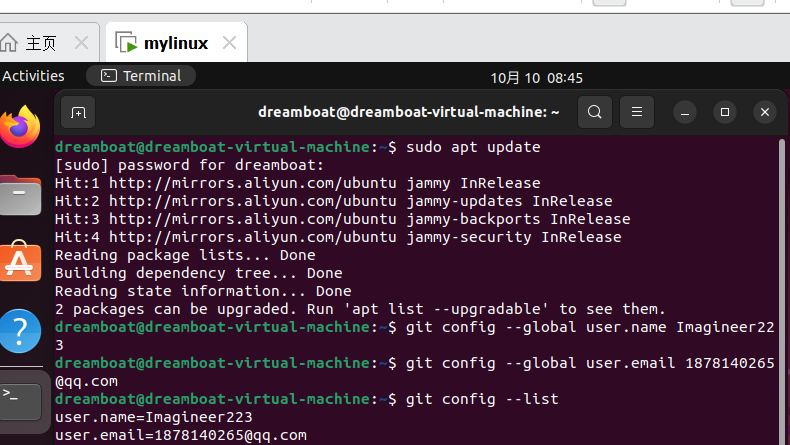 主页
mylinux
Activities
Terminal
10月 10 08:45
dreamboat@dreamboat-virtual-machine: ~
dreamboat@dreamboat-virtual-machine:~$ sudo apt update
[sudo] password for dreamboat:
Hit:1 http://mirrors.aliyun.com/ubuntu jammy InRelease
Hit:2 http://mirrors.aliyun.com/ubuntu jammy-updates InRelease
Hit:3 http://mirrors.aliyun.com/ubuntu jammy-backports InRelease
Hit:4 http://mirrors.aliyun.com/ubuntu jammy-security InRelease
Reading package lists... Done
Building dependency tree... Done
Reading state information... Done
2 packages can be upgraded. Run 'apt list --upgradable' to see them.
dreamboat@dreamboat-virtual-machine:~$ git config --global user.name Imagineer22
3
dreamboat@dreamboat-virtual-machine:~$ git config --global user.email 1878140265
@qq.com
dreamboat@dreamboat-virtual-machine:~$ git config --list
user.name=Imagineer223
user.email=1878140265@qq.com